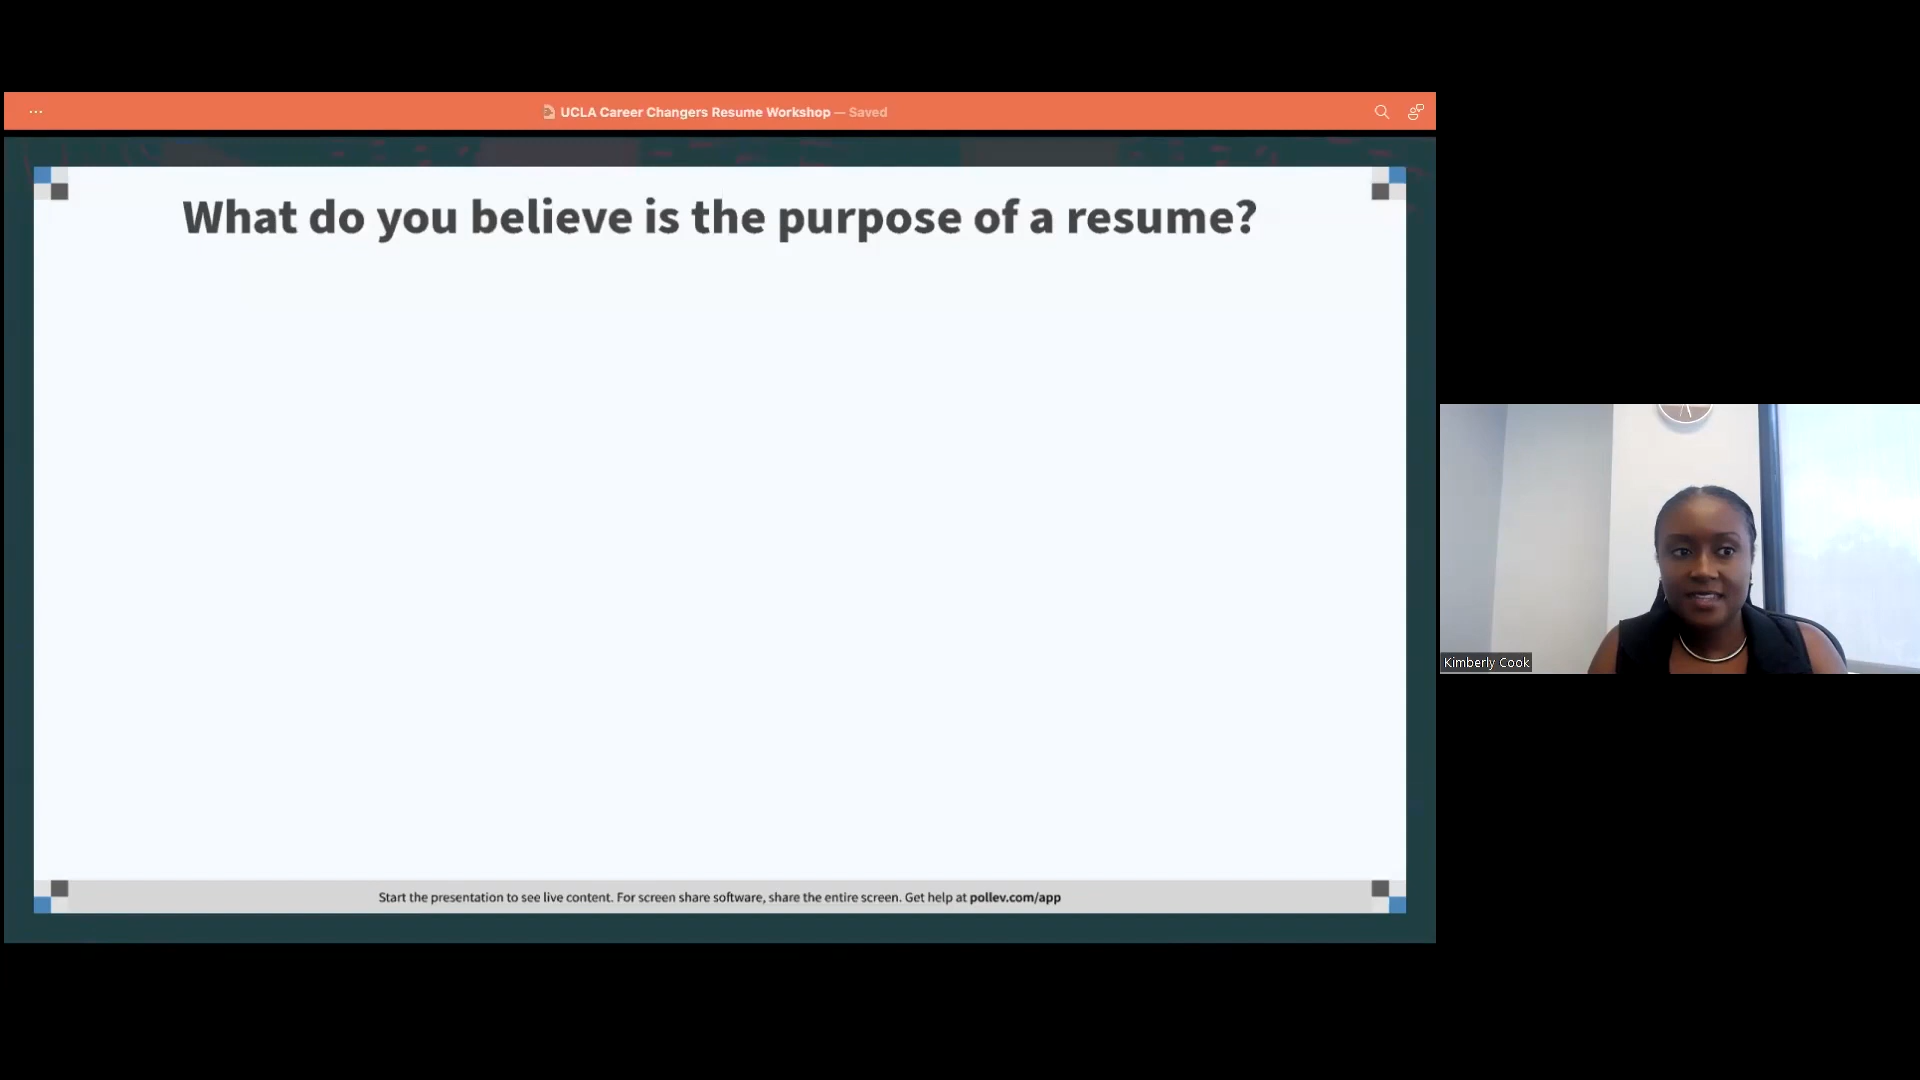 UCLA Career Changers Resume Workshop — Saved
What do you believe is the purpose of a resume?
Start the presentation to see live content. For screen share software, share the entire screen. Get help at pollev.com/app
Kimberly Cook